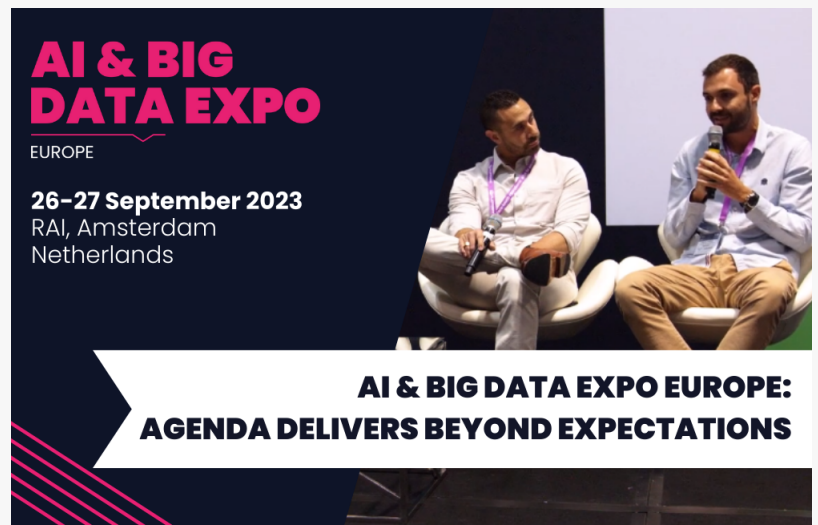 AI & BIG
DATA EXPO
EUROPE
26-27 September 2023
RAI, Amsterdam
Netherlands
AI & BIG DATA EXPO EUROPE:
AGENDA DELIVERS BEYOND EXPECTATIONS